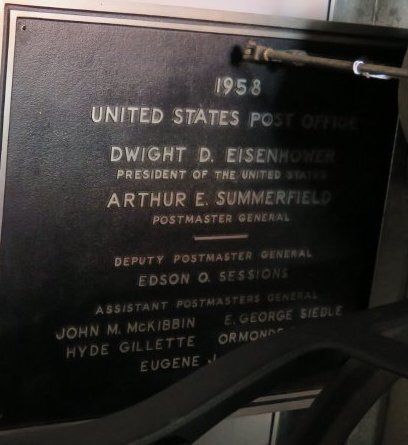 1958
UNITED STATES POST OFFICE
DWIGHT D. EISENHOWER
PRESIDENT OF THE UNITED STATES
ARTHUR E. SUMMERFIELD
POSTMASTER GENERAL
DEPUTY POSTMASTER GENERAL
EDSON O. SESSIONS
ASSISTANT POSTMASTERS GENERAL
JOHN M. McKIBBIN E. GEORGE SIEDLE
HYDE GILLETTE ORMONDE
EUGENE J.